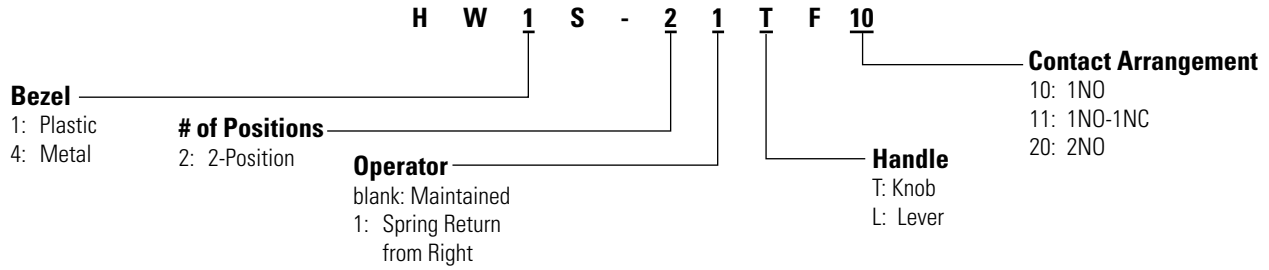 H W 1 S - 2 1 T F 10
Bezel
1: Plastic
4: Metal
# of Positions
2: 2-Position
Operator
blank: Maintained
1: Spring Return
from Right
Handle
T: Knob
L: Lever
Contact Arrangement
10: 1NO
11: 1NO-1NC
20: 2NO